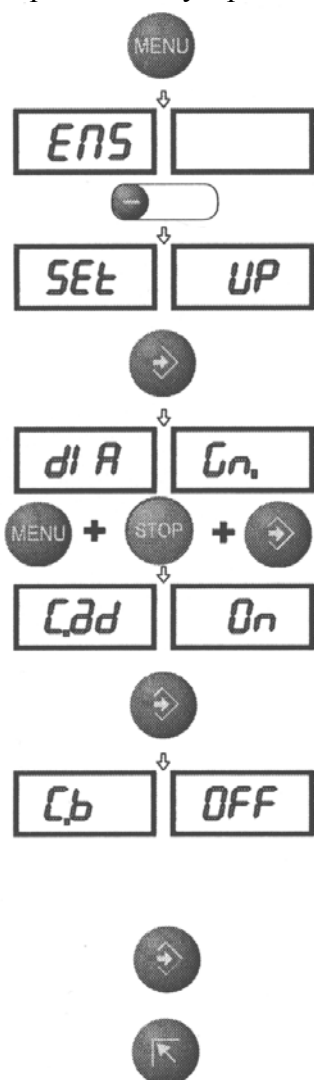 MENU
ENS
SEt UP
dI A Gn.
MENU + STOP +
C.ad On
C.b OFF